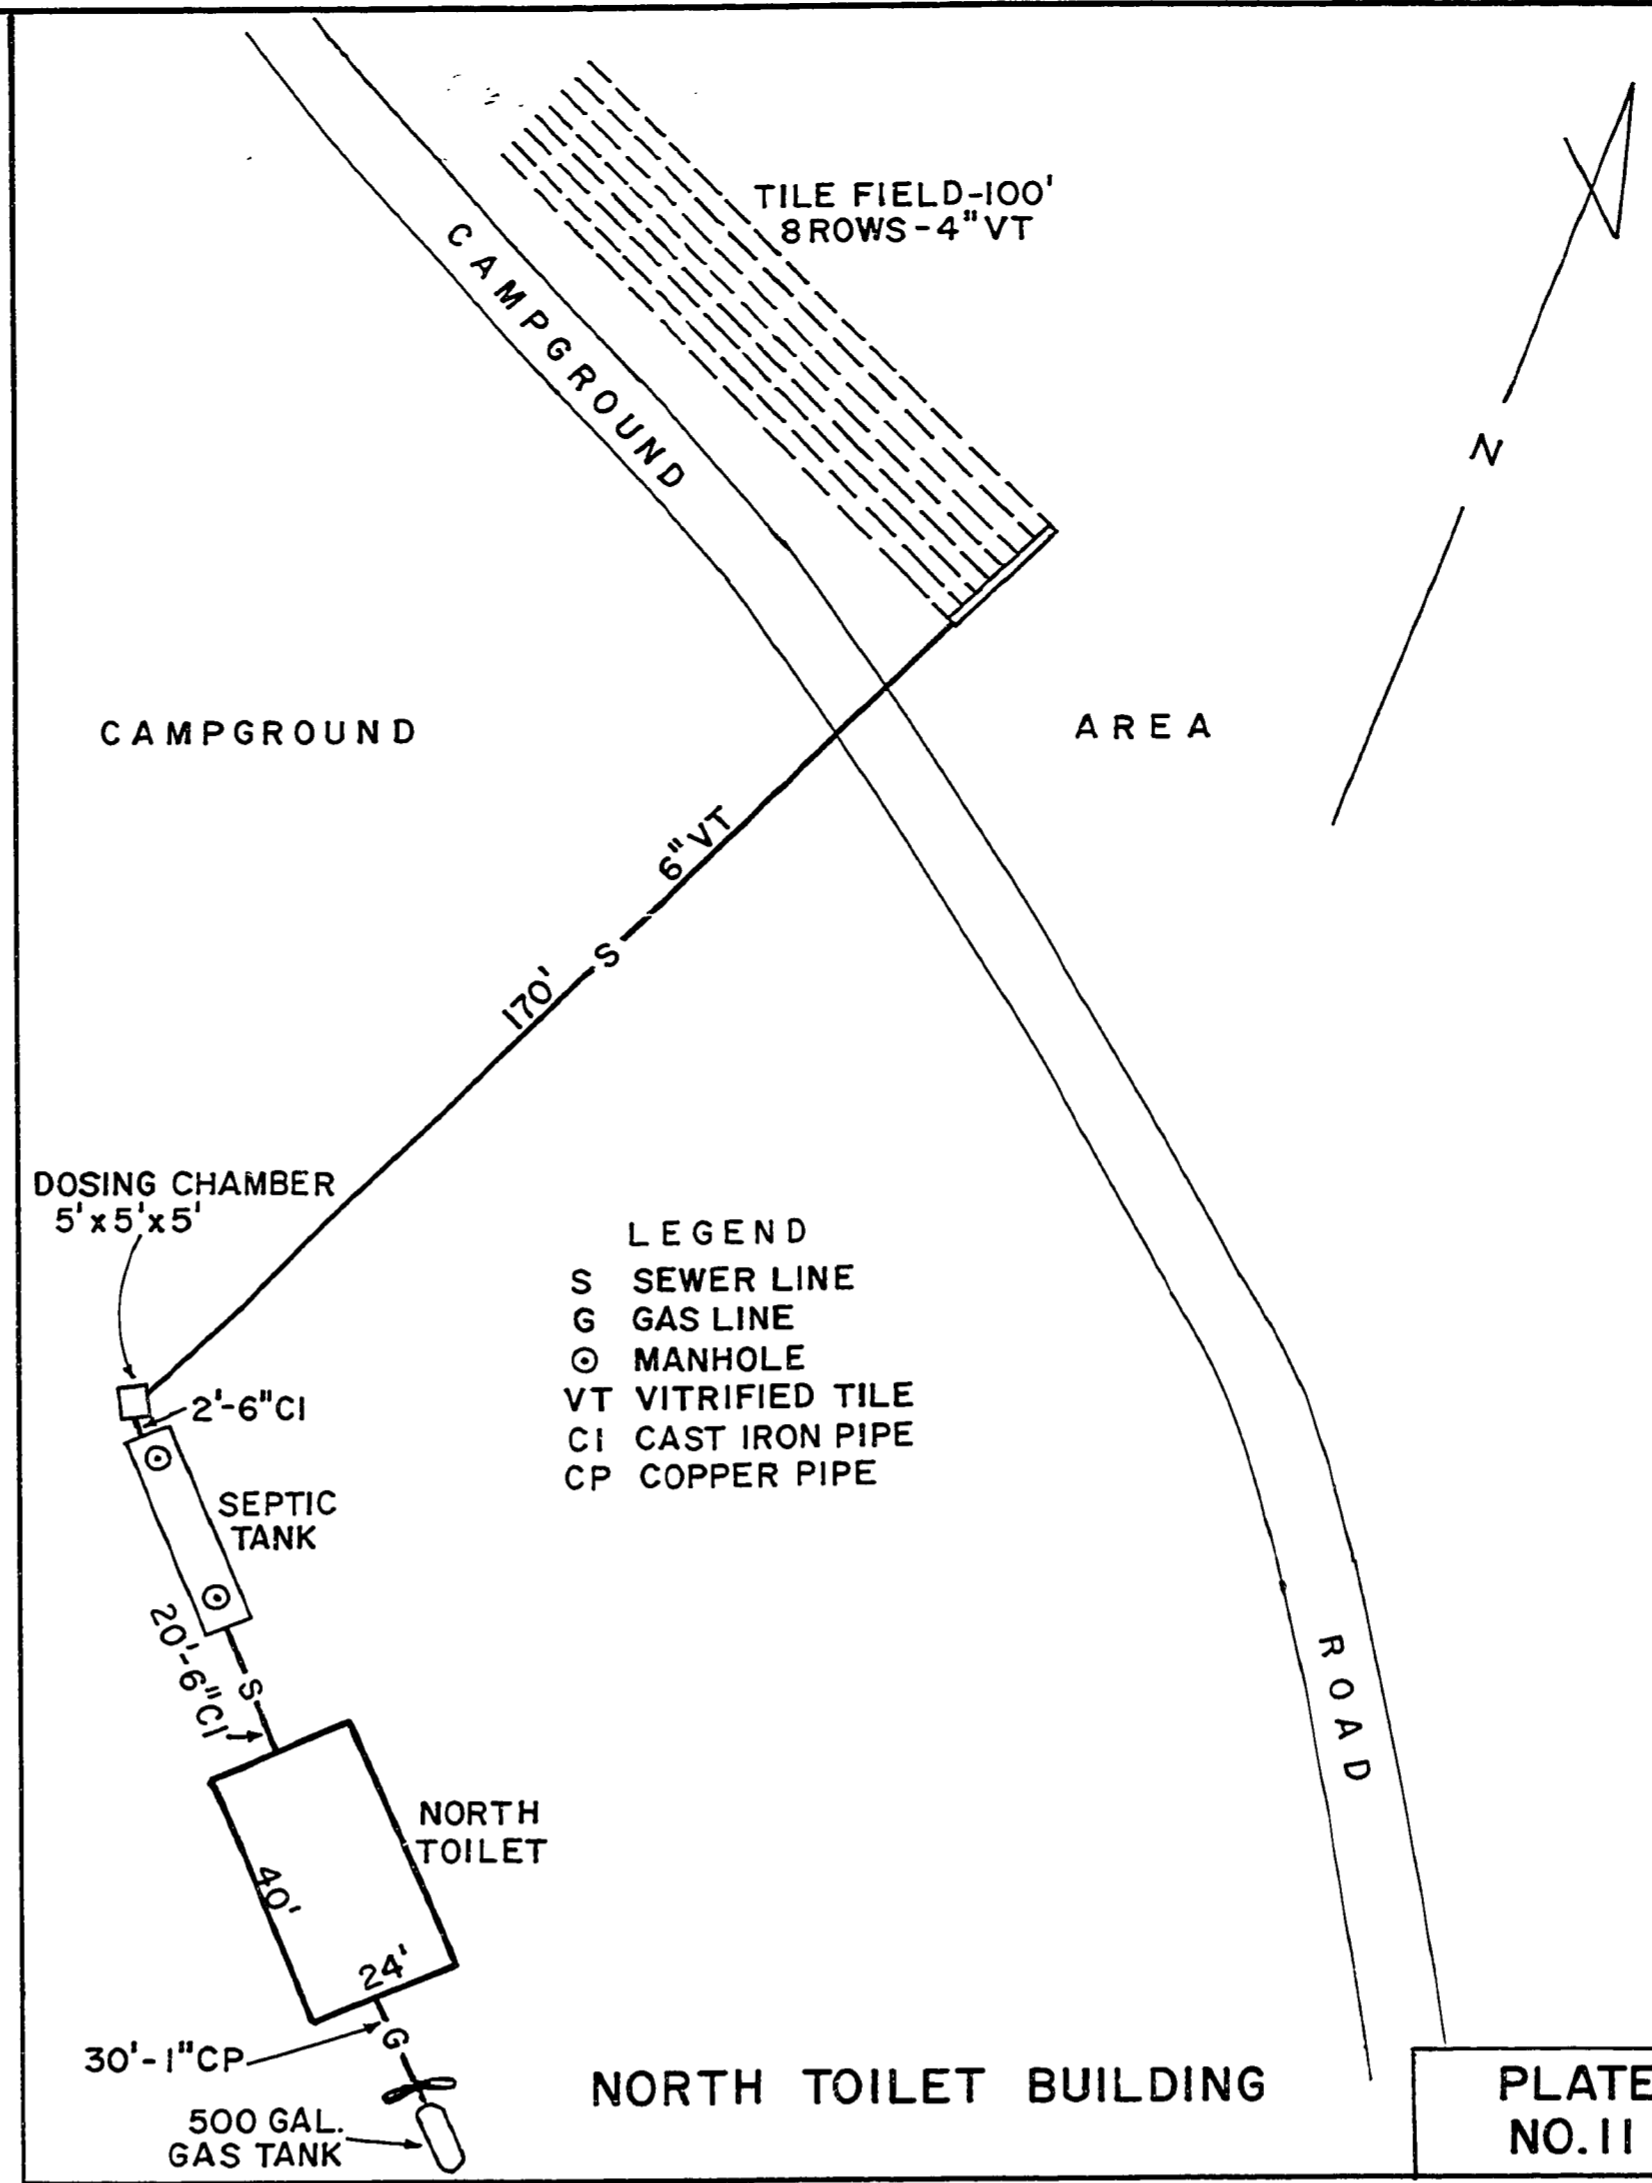 TILE FIELD-100'
8 ROWS-4"VT
CAMPGROUND
N
CAMPGROUND AREA
6"VT
S
170'
DOSING CHAMBER
5'x5'x5'
LEGEND
S SEWER LINE
G GAS LINE
MANHOLE
VT VITRIFIED TILE
CI CAST IRON PIPE
CP COPPER PIPE
2'-6"CI
SEPTIC
TANK
20'-6"CI
S
ROAD
NORTH
TOILET
40'
24'
G
30'-1"CP
500 GAL.
GAS TANK
NORTH TOILET BUILDING
PLATE
NO. 11